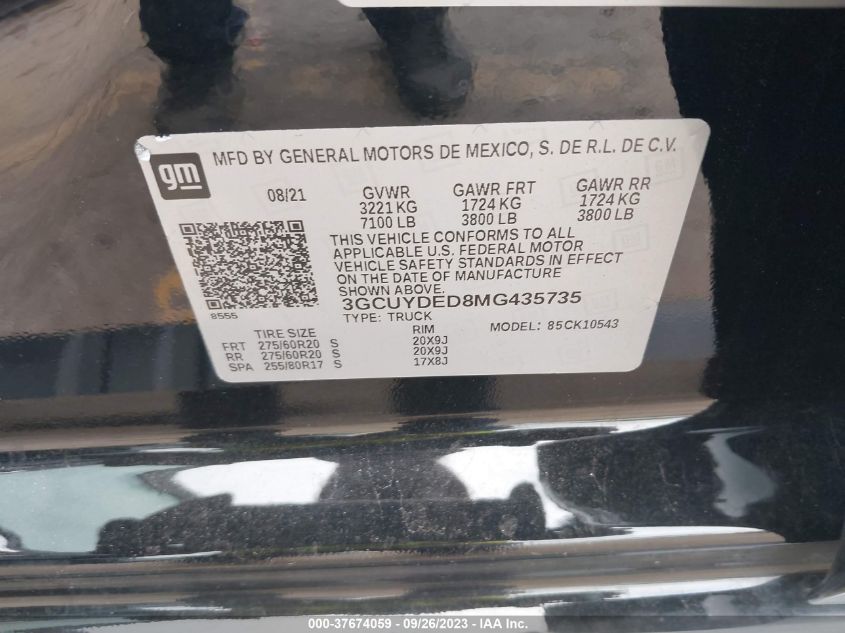 gm
MFD BY GENERAL MOTORS DE MEXICO, S. DE R.L. DE C.V.
08/21 GVWR GAWR FRT GAWR RR
3221 KG 1724 KG 1724 KG
7100 LB 3800 LB 3800 LB
THIS VEHICLE CONFORMS TO ALL
APPLICABLE U.S. FEDERAL MOTOR
VEHICLE SAFETY STANDARDS IN EFFECT
ON THE DATE OF MANUFACTURE
SHOWN ABOVE.
8555 3GCUYDED8MG435735
TYPE: TRUCK MODEL: 85CK10543
TIRE SIZE RIM
FRT 275/60R20 S 20X9J
RR 275/60R20 S 20X9J
SPA 255/80R17 S 17X8J
000-37674059 - 09/26/2023 - IAA Inc.